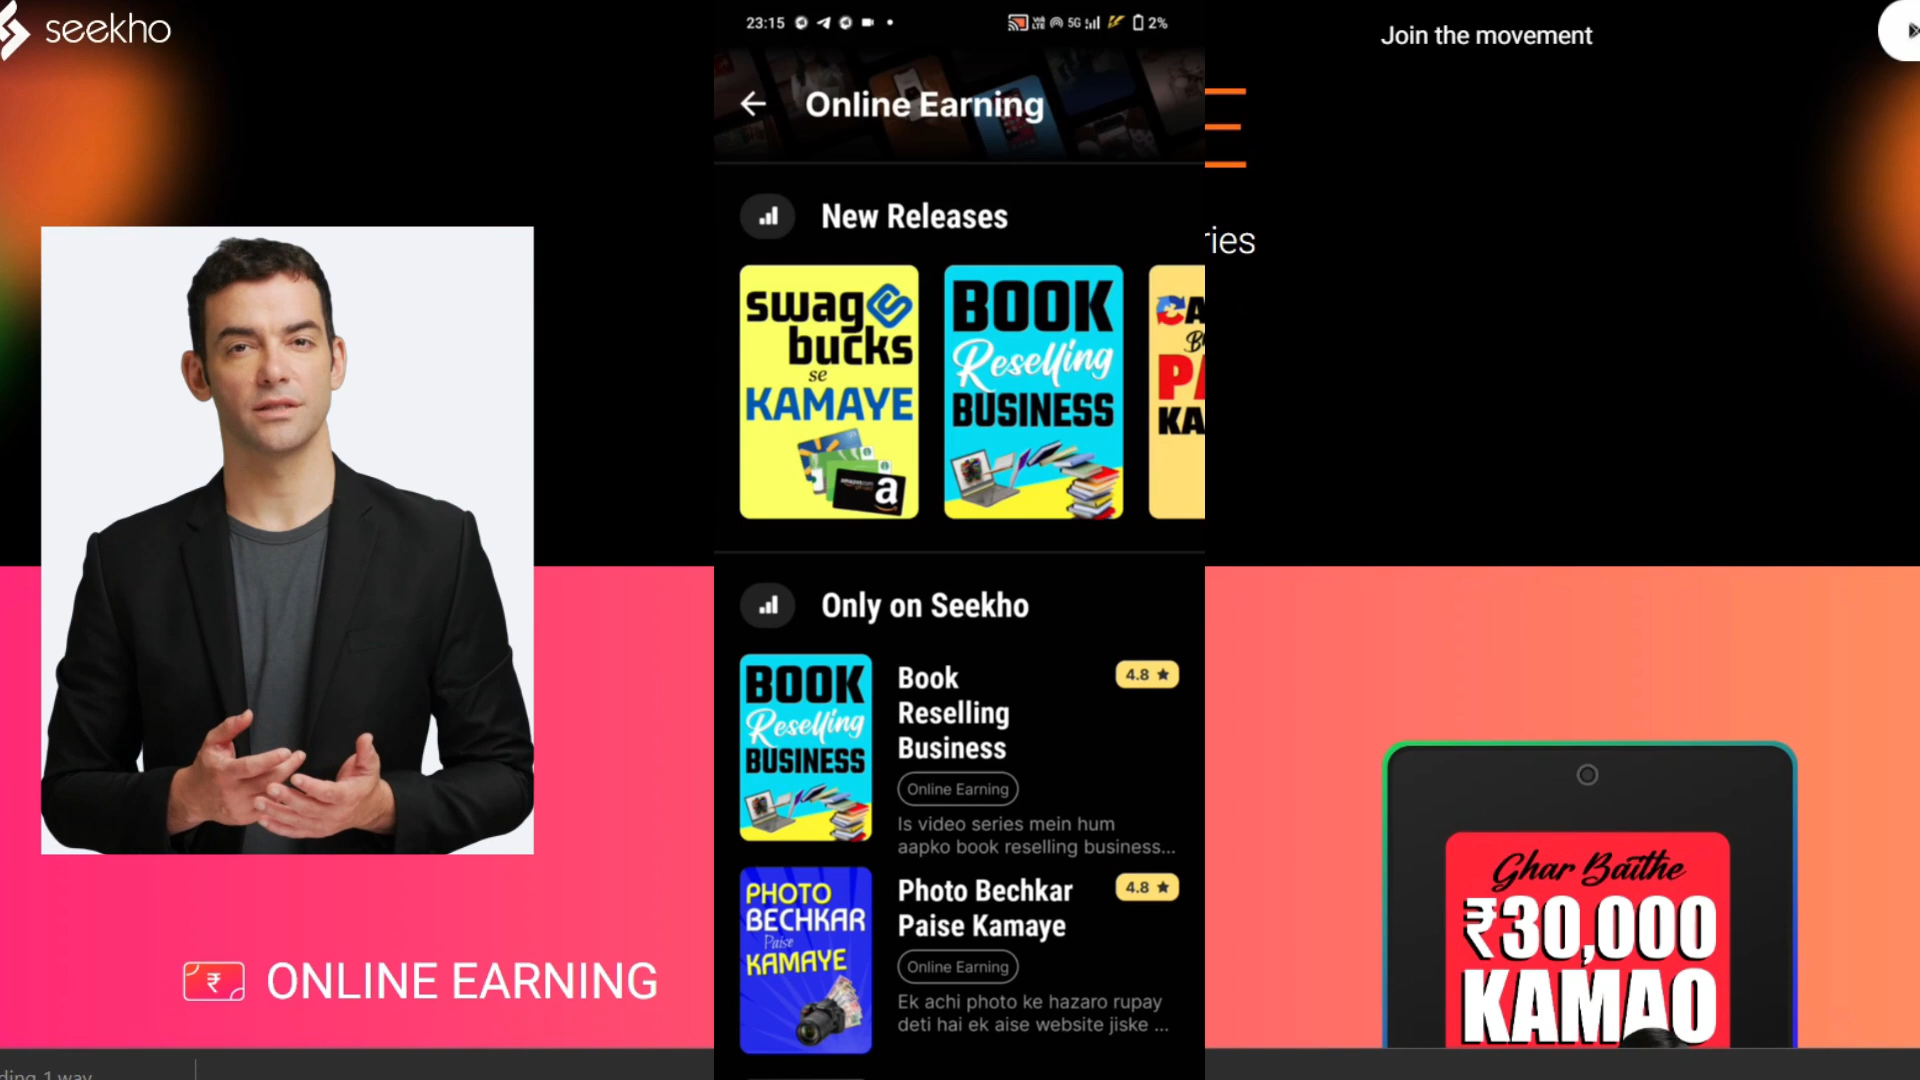 seekho
23:15
5G
2%
Join the movement
Online Earning
New Releases
ries
swag
bucks
se
KAMAYE
a
BOOK
Reselling
BUSINESS
Only on Seekho
BOOK
Reselling
BUSINESS
Book
Reselling
Business
4.8
Online Earning
Is video series mein hum
aapko book reselling business...
PHOTO
BECHKAR
Paise
KAMAYE
Photo Bechkar
Paise Kamaye
4.8
Online Earning
Ek achi photo ke hazaro rupay
deti hai ek aise website jiske ...
₹ ONLINE EARNING
Ghar Baithe
₹30,000
KAMAO